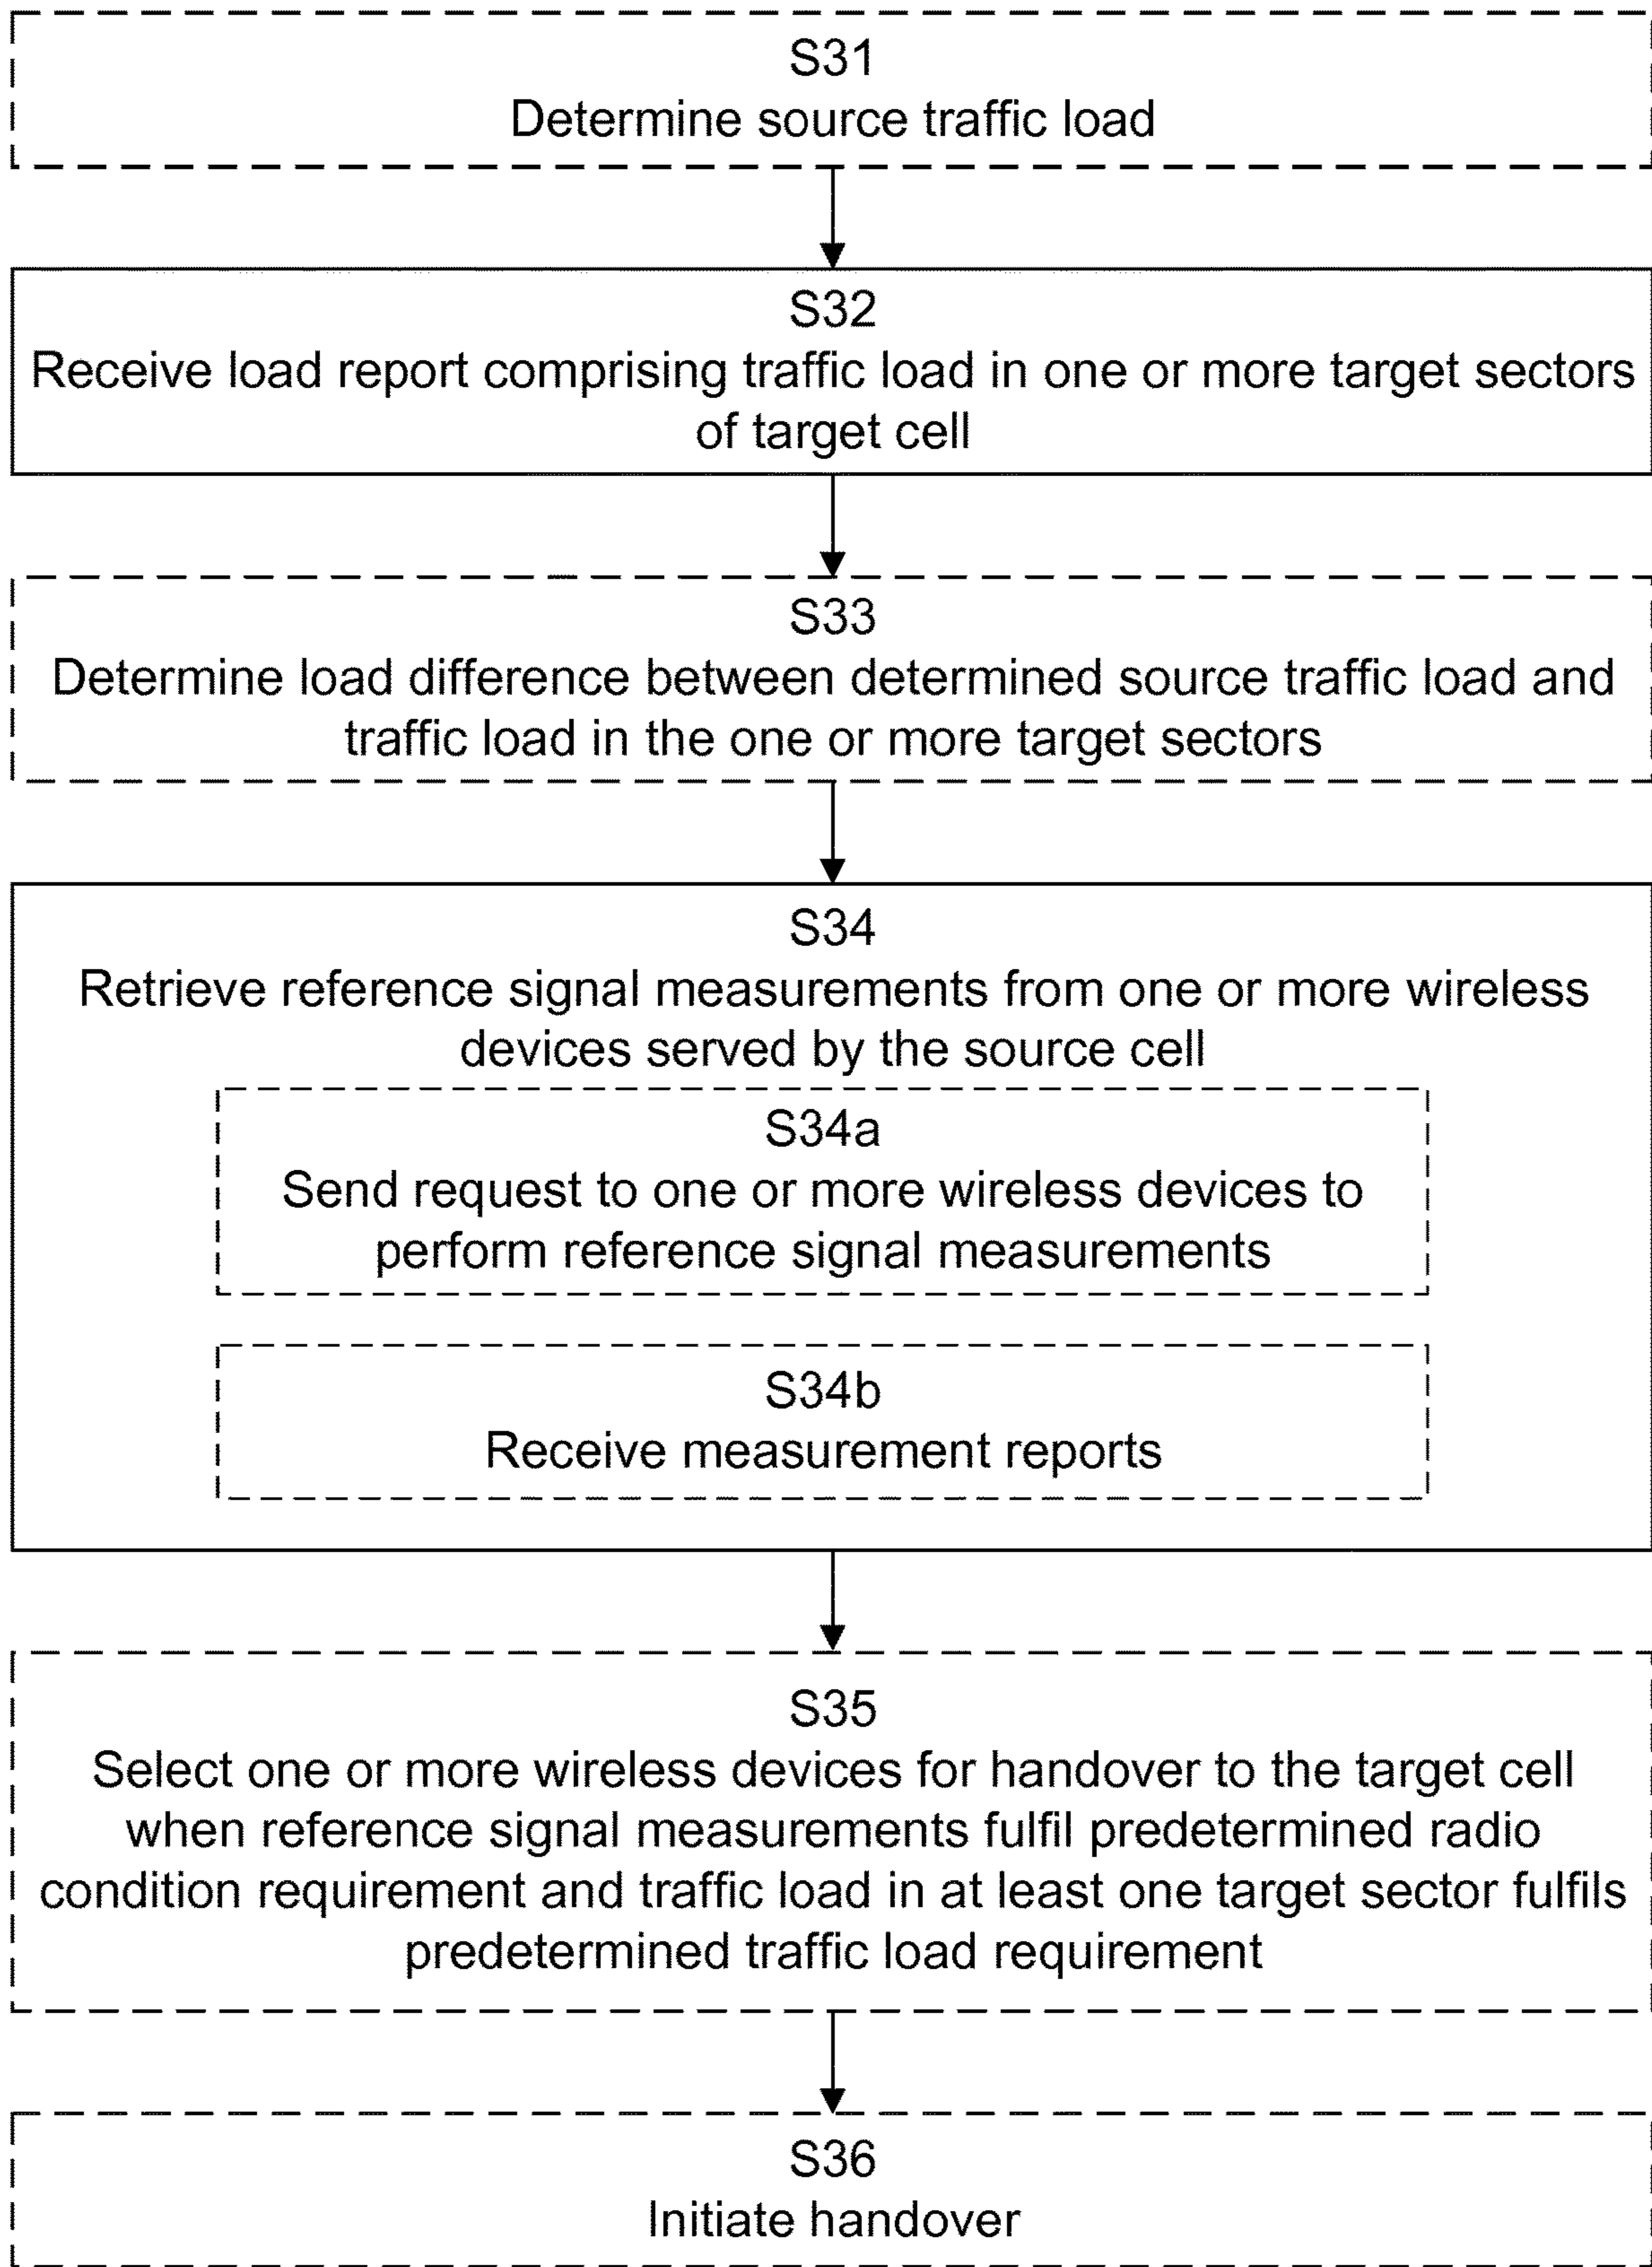 S31
Determine source traffic load
S32
Receive load report comprising traffic load in one or more target sectors
of target cell
S33
Determine load difference between determined source traffic load and
traffic load in the one or more target sectors
S34
Retrieve reference signal measurements from one or more wireless
devices served by the source cell
S34a
Send request to one or more wireless devices to
perform reference signal measurements
S34b
Receive measurement reports
S35
Select one or more wireless devices for handover to the target cell
when reference signal measurements fulfil predetermined radio
condition requirement and traffic load in at least one target sector fulfils
predetermined traffic load requirement
S36
Initiate handover